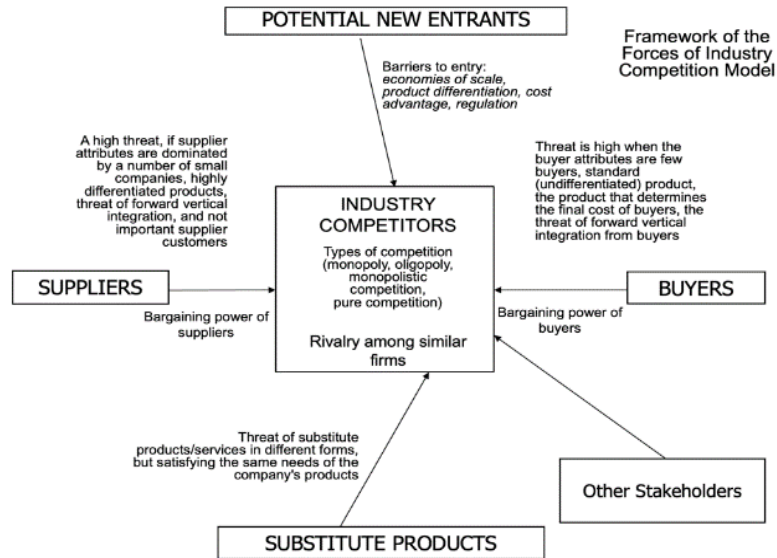 POTENTIAL NEW ENTRANTS
Framework of the
Forces of Industry
Competition Model
Barriers to entry:
economies of scale,
product differentiation, cost
advantage, regulation
A high threat, if supplier
attributes are dominated
by a number of small
companies, highly
differentiated products,
threat of forward vertical
integration, and not
important supplier
customers
Threat is high when the
buyer attributes are few
buyers, standard
(undifferentiated) product,
the product that determines
the final cost of buyers, the
threat of forward vertical
integration from buyers
INDUSTRY
COMPETITORS
Types of competition
(monopoly, oligopoly,
monopolistic
competition,
pure competition)
Rivalry among similar
firms
SUPPLIERS
Bargaining power of
suppliers
BUYERS
Bargaining power of
buyers
Threat of substitute
products/services in different forms,
but satisfying the same needs of the
company's products
Other Stakeholders
SUBSTITUTE PRODUCTS